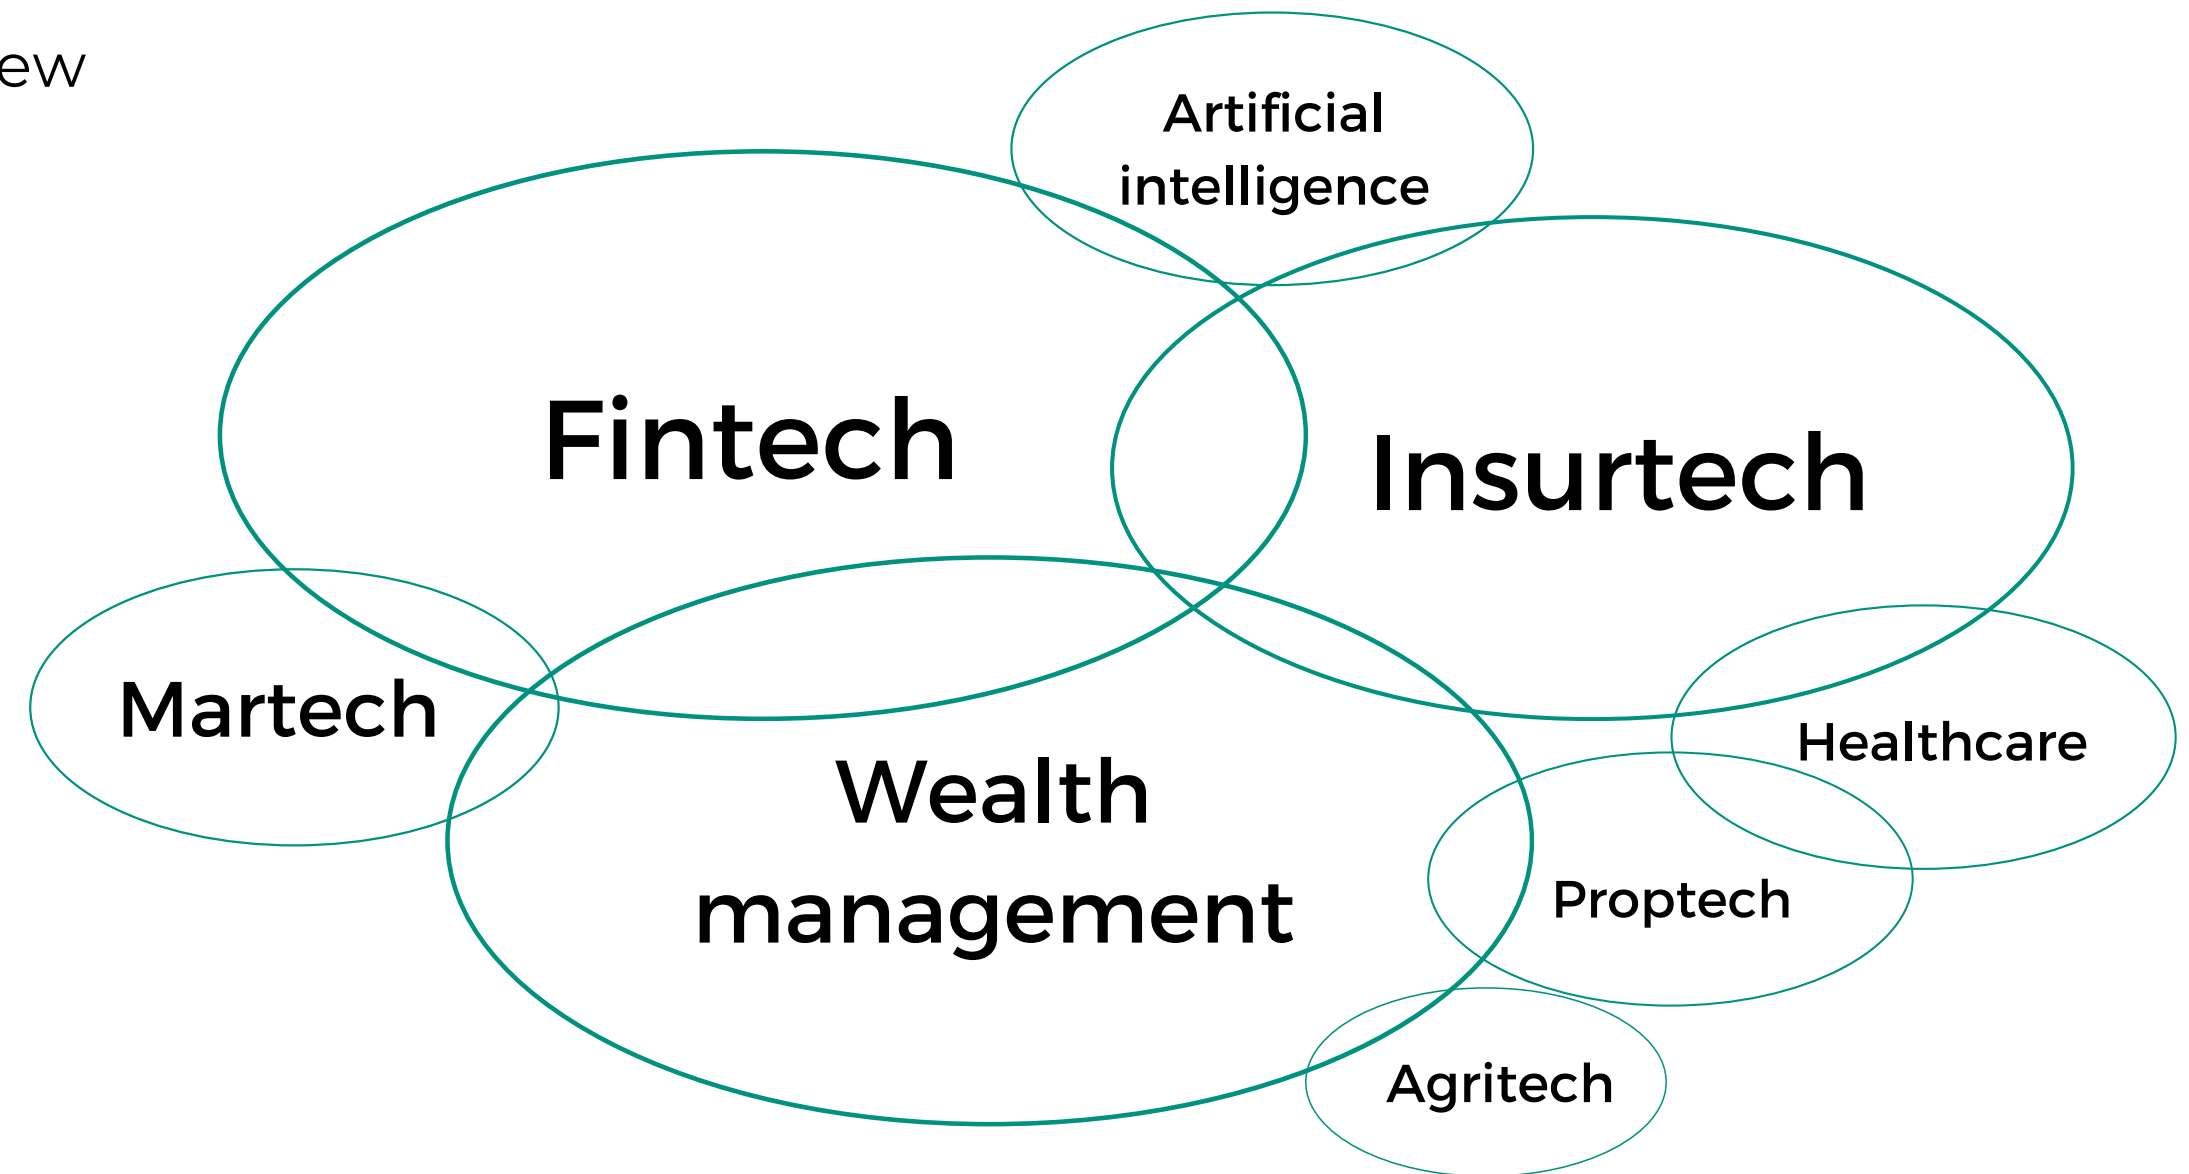 ew
Artificial
intelligence
Fintech
Insurtech
Martech
Healthcare
Wealth
management
Proptech
Agritech